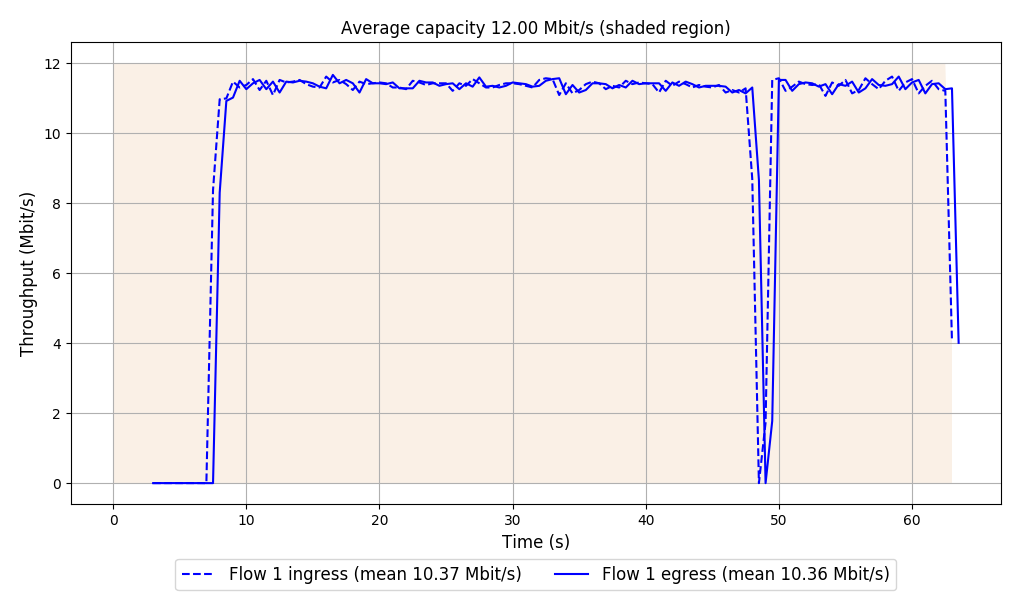 Average capacity 12.00 Mbit/s (shaded region)
Throughput (Mbit/s)
12
10
8
6
4
2
0
0 10 20 30 40 50 60
Time (s)
Flow 1 ingress (mean 10.37 Mbit/s) Flow 1 egress (mean 10.36 Mbit/s)